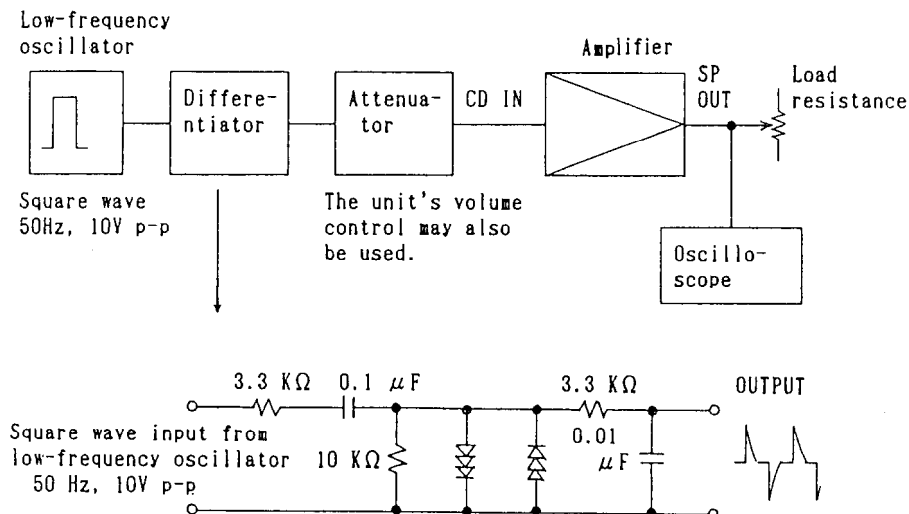 Low-frequency
oscillator
Differe-
ntiator
Attenua-
tor
CD IN
Amplifier
SP
OUT
Load
resistance
Square wave
50Hz, 10V p-p
The unit's volume
control may also
be used.
Oscillo-
scope
3.3 KΩ
0.1 μF
3.3 KΩ
OUTPUT
Square wave input from
low-frequency oscillator
50 Hz, 10V p-p
10 KΩ
0.01
μF